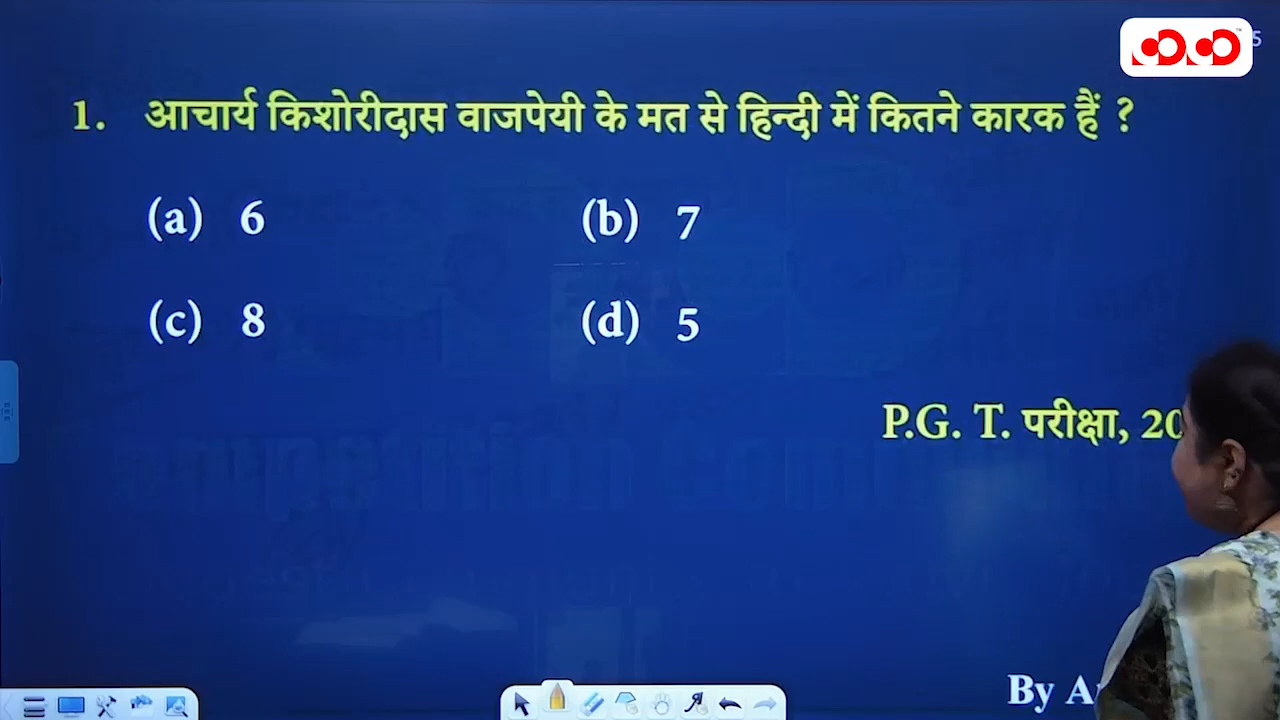 1. आचार्य किशोरीदास वाजपेयी के मत से हिन्दी में कितने कारक हैं ?
(a) 6 (b) 7
(c) 8 (d) 5
P.G. T. परीक्षा, 20
By